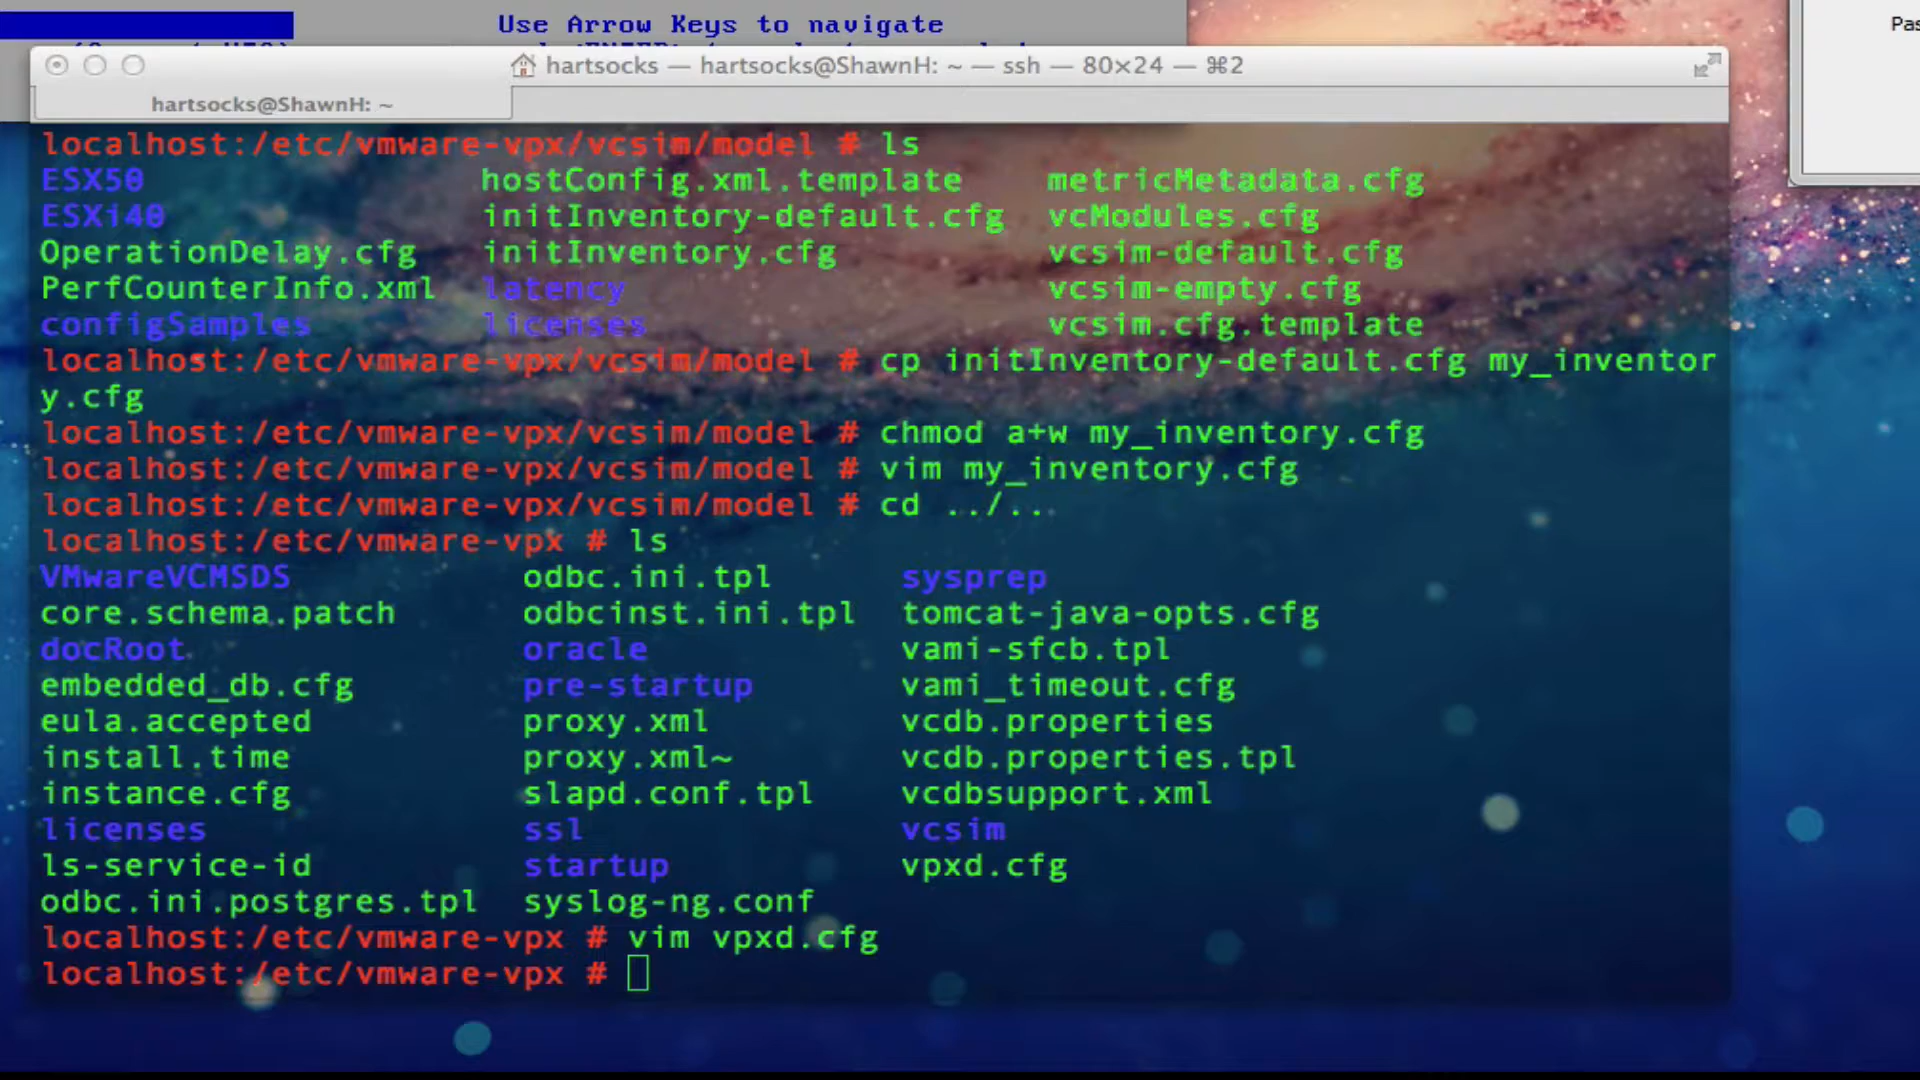 Use Arrow Keys to navigate
hartsocks — hartsocks@ShawnH: ~ — ssh — 80×24 — ⌘2
Pas
hartsocks@ShawnH: ~
localhost:/etc/vmware-vpx/vcsim/model # ls
ESX50 hostConfig.xml.template metricMetadata.cfg
ESXi40 initInventory-default.cfg vcModules.cfg
OperationDelay.cfg initInventory.cfg vcsim-default.cfg
PerfCounterInfo.xml latency vcsim-empty.cfg
configSamples licenses vcsim.cfg.template
localhost:/etc/vmware-vpx/vcsim/model # cp initInventory-default.cfg my_inventor
y.cfg
localhost:/etc/vmware-vpx/vcsim/model # chmod a+w my_inventory.cfg
localhost:/etc/vmware-vpx/vcsim/model # vim my_inventory.cfg
localhost:/etc/vmware-vpx/vcsim/model # cd ../..
localhost:/etc/vmware-vpx # ls
VMwareVCMSDS odbc.ini.tpl sysprep
core.schema.patch odbcinst.ini.tpl tomcat-java-opts.cfg
docRoot oracle vami-sfcb.tpl
embedded_db.cfg pre-startup vami_timeout.cfg
eula.accepted proxy.xml vcdb.properties
install.time proxy.xml~ vcdb.properties.tpl
instance.cfg slapd.conf.tpl vcdbsupport.xml
licenses ssl vcsim
ls-service-id startup vpxd.cfg
odbc.ini.postgres.tpl syslog-ng.conf
localhost:/etc/vmware-vpx # vim vpxd.cfg
localhost:/etc/vmware-vpx #